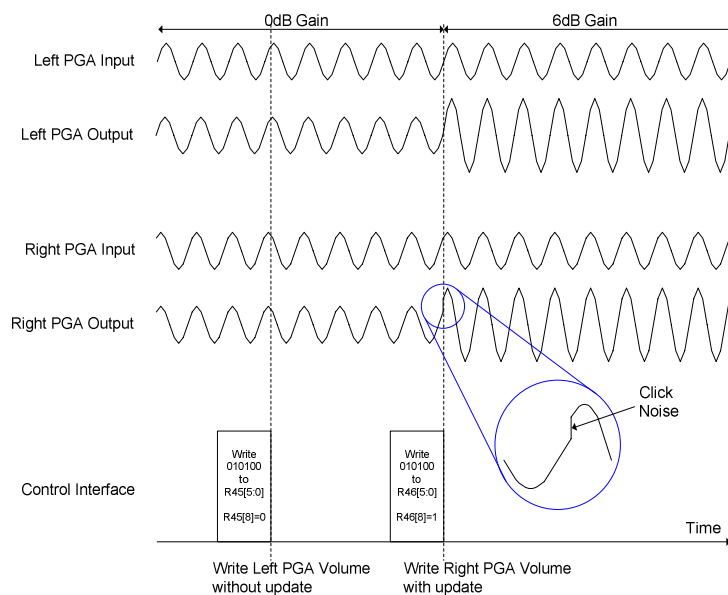 0dB Gain
6dB Gain
Left PGA Input
Left PGA Output
Right PGA Input
Right PGA Output
Click
Noise
Write
010100
to
R45[5:0]
R45[8]=0
Write
010100
to
R46[5:0]
R46[8]=1
Control Interface
Time
Write Left PGA Volume
without update
Write Right PGA Volume
with update